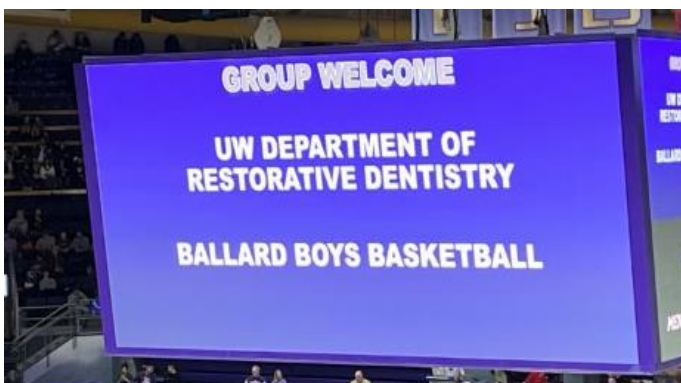 GROUP WELCOME
UW DEPARTMENT OF
RESTORATIVE DENTISTRY
BALLARD BOYS BASKETBALL